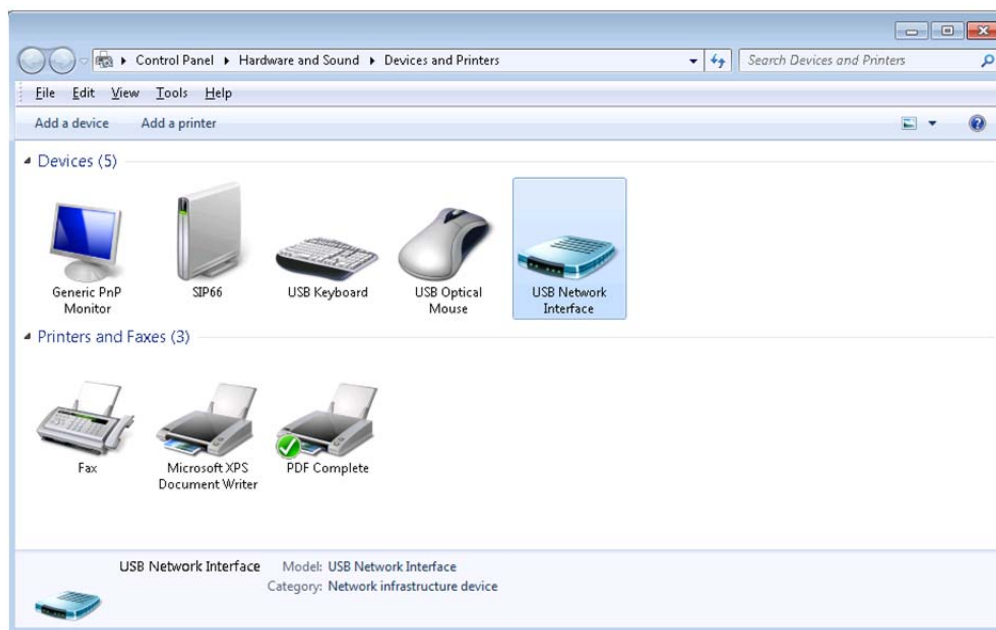 Control Panel ▸ Hardware and Sound ▸ Devices and Printers
Search Devices and Printers
File Edit View Tools Help
Add a device Add a printer
Devices (5)
Generic PnP
Monitor
SIP66
USB Keyboard
USB Optical
Mouse
USB Network
Interface
Printers and Faxes (3)
Fax
Microsoft XPS
Document Writer
PDF Complete
USB Network Interface Model: USB Network Interface
Category: Network infrastructure device